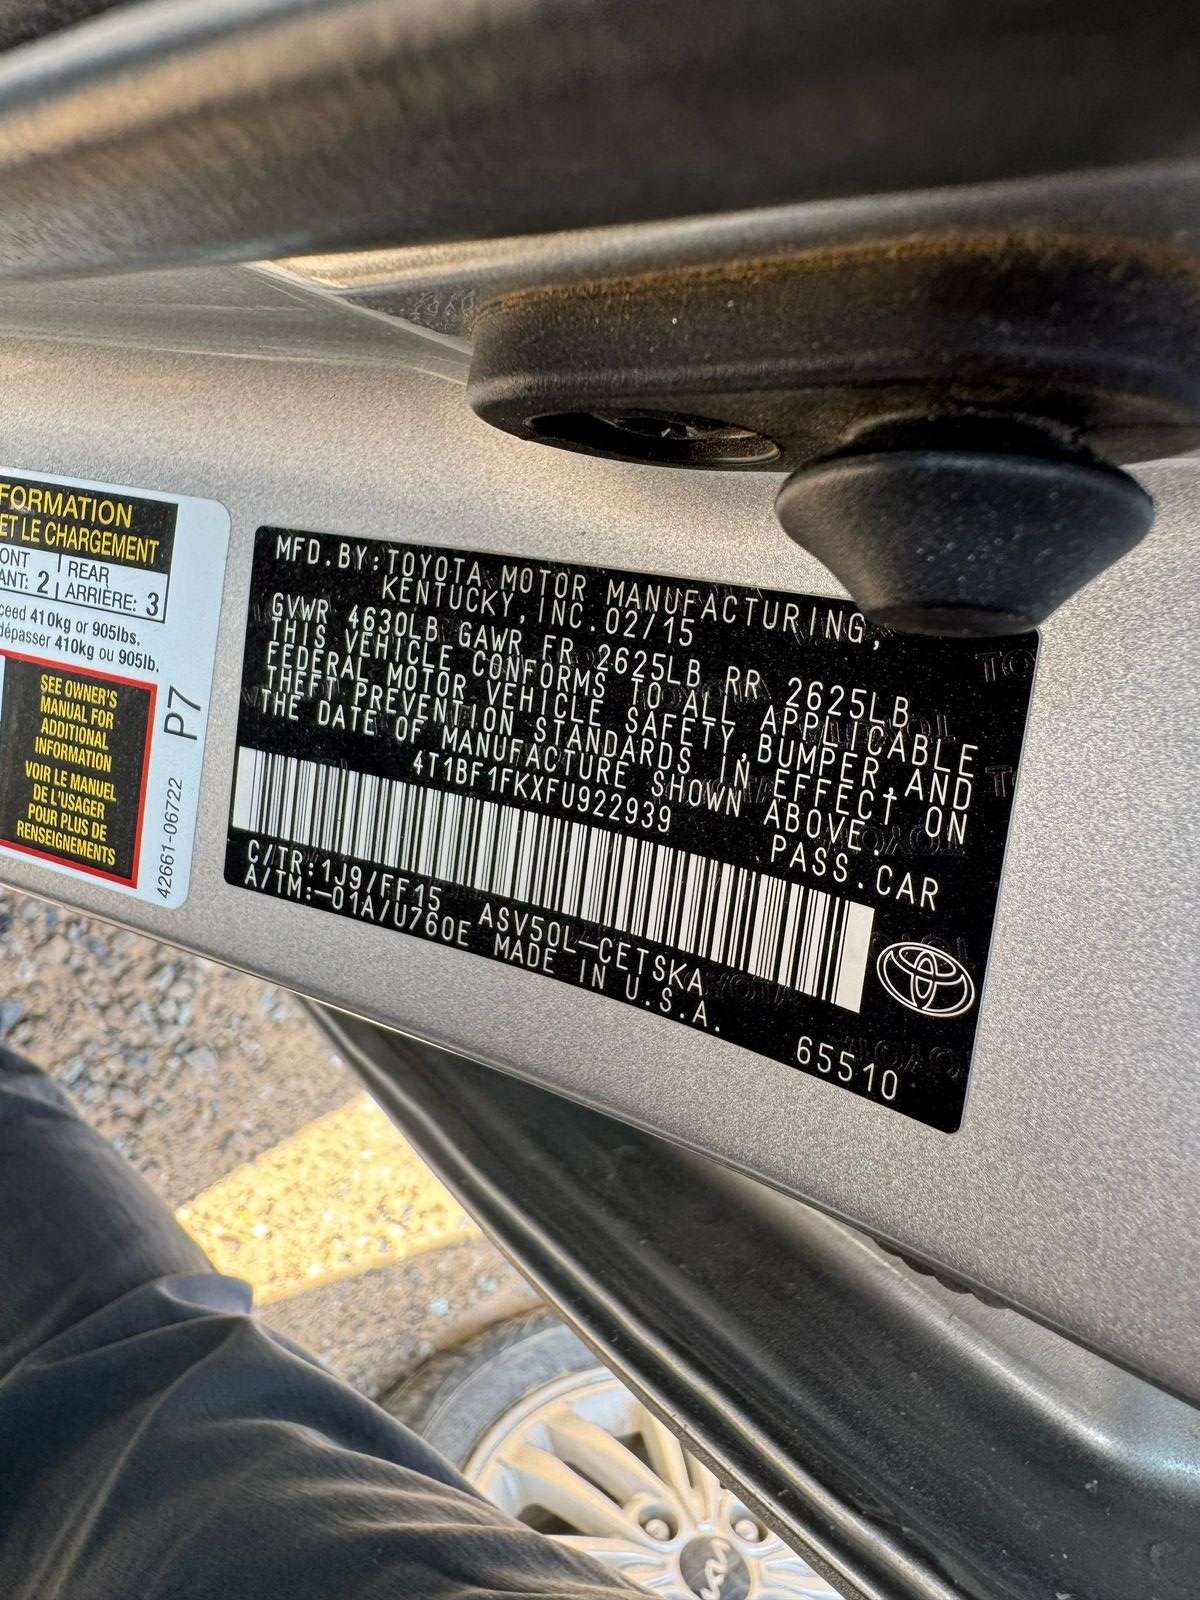 FORMATION
ET LE CHARGEMENT
ONT | REAR
ANT: 2 | ARRIÈRE: 3
ceed 410kg or 905lbs.
dépasser 410kg ou 905lb.
SEE OWNER'S
MANUAL FOR
ADDITIONAL
INFORMATION
VOIR LE MANUEL
DE L'USAGER
POUR PLUS DE
RENSEIGNEMENTS
42661-06722 P7
MFD.BY:TOYOTA MOTOR MANUFACTURING,
KENTUCKY,INC.02/15
GVWR 4630LB GAWR FR 2625LB RR 2625LB
THIS VEHICLE CONFORMS TO ALL APPLICABLE
FEDERAL MOTOR VEHICLE SAFETY,BUMPER,AND
THEFT PREVENTION STANDARDS IN EFFECT ON
THE DATE OF MANUFACTURE SHOWN ABOVE.
4T1BF1FKXFU922939 PASS.CAR
C/TR:1J9/FF15 ASV50L-CETSKA
A/TM:-01A/U760E MADE IN U.S.A.
65510